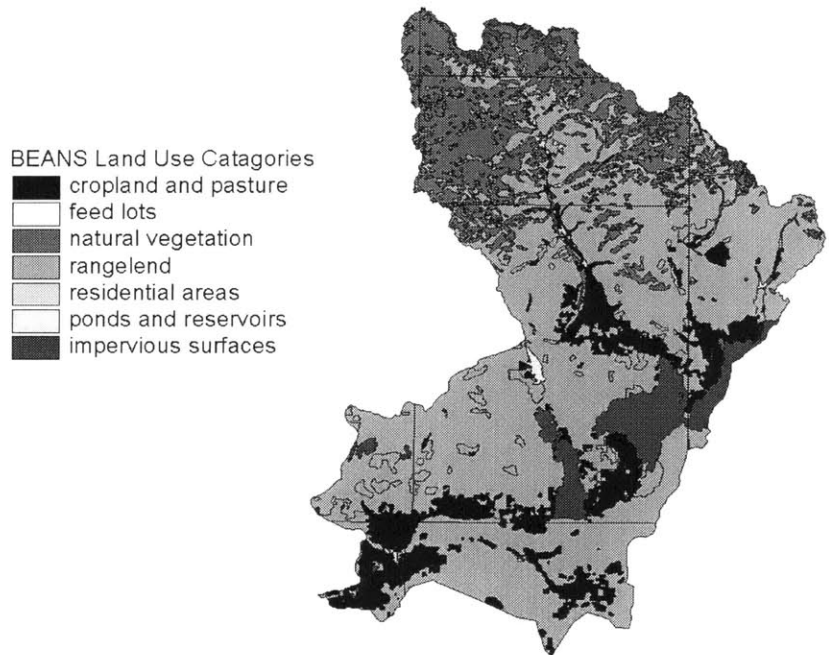 BEANS Land Use Catagories
cropland and pasture
feed lots
natural vegetation
rangelend
residential areas
ponds and reservoirs
impervious surfaces